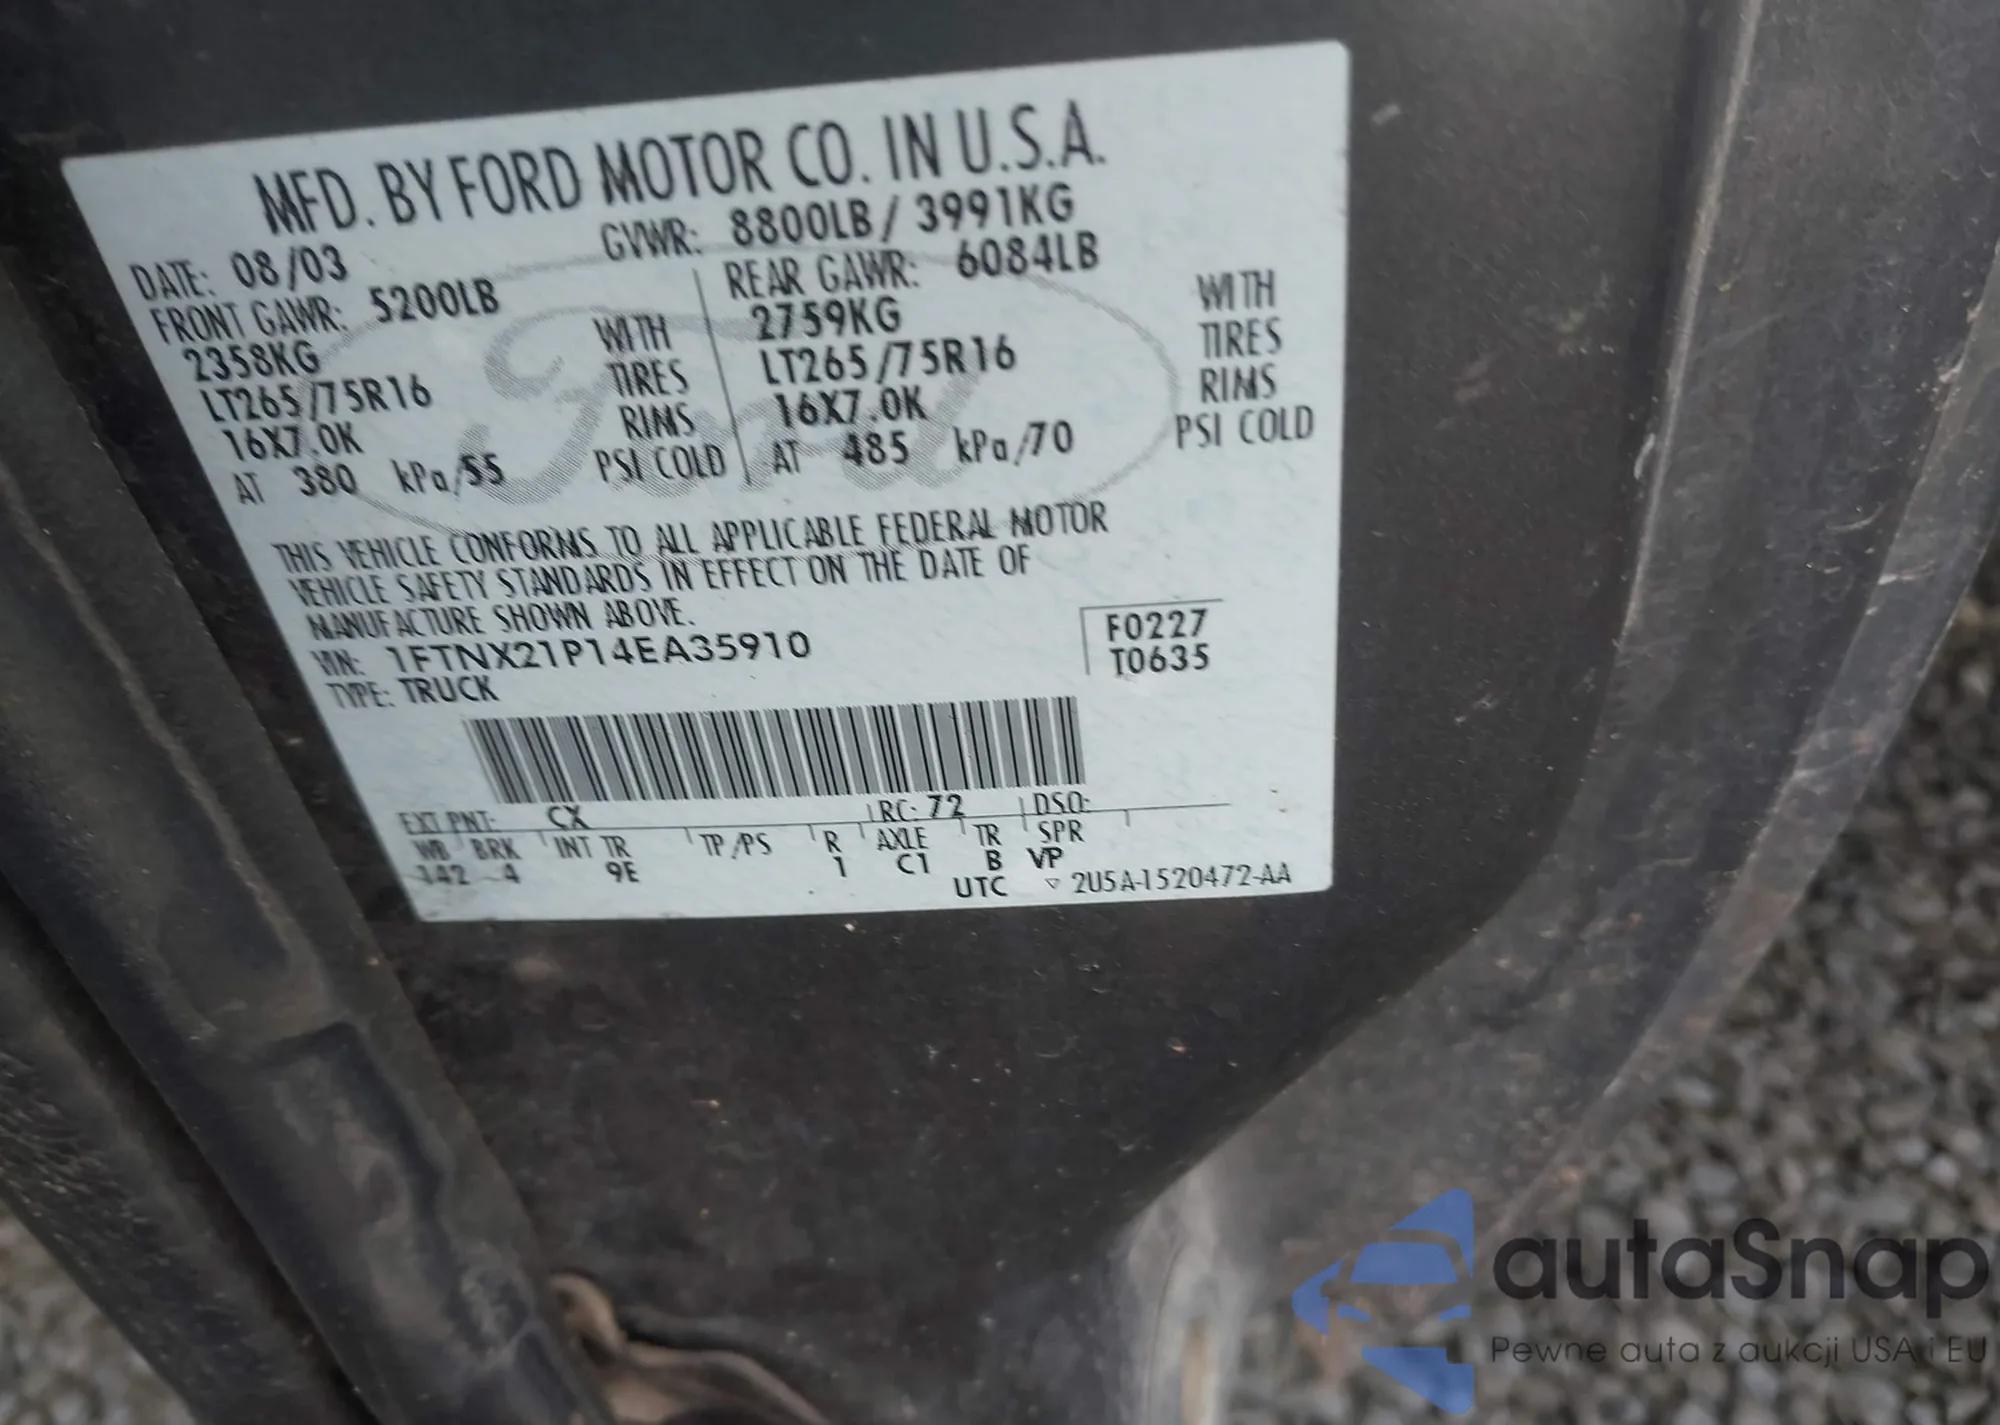 MFD. BY FORD MOTOR CO. IN U.S.A.
DATE: 08/03 GVWR: 8800LB / 3991KG
FRONT GAWR: 5200LB REAR GAWR: 6084LB
2358KG WITH 2759KG WITH
LT265/75R16 TIRES LT265/75R16 TIRES
16X7.0K RIMS 16X7.0K RIMS
AT 380 kPa/55 PSI COLD AT 485 kPa/70 PSI COLD
Ford
THIS VEHICLE CONFORMS TO ALL APPLICABLE FEDERAL MOTOR
VEHICLE SAFETY STANDARDS IN EFFECT ON THE DATE OF
MANUFACTURE SHOWN ABOVE.
VIN: 1FTNX21P14EA35910 F0227
TYPE: TRUCK T0635
EXT PNT: CX RC: 72 DSO:
WB BRK INT TR TP/PS R AXLE TR SPR
142 4 9E 1 C1 B VP
UTC ▽ 2U5A-1520472-AA
autaSnap
Pewne auta z aukcji USA i EU